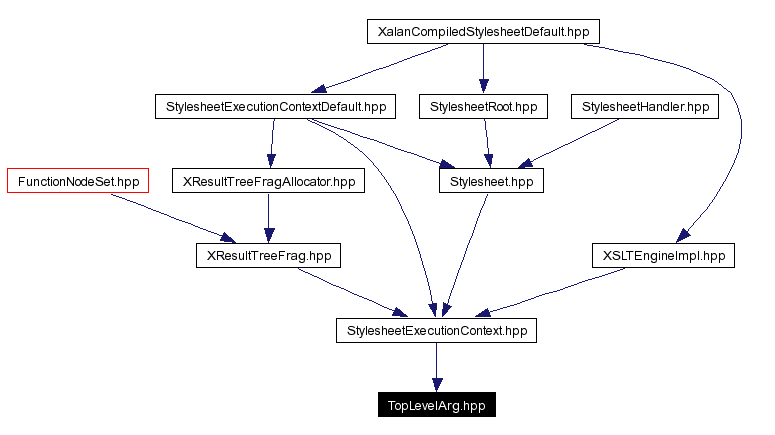 XalanCompiledStylesheetDefault.hpp
StylesheetExecutionContextDefault.hpp
StylesheetRoot.hpp
StylesheetHandler.hpp
FunctionNodeSet.hpp
XResultTreeFragAllocator.hpp
Stylesheet.hpp
XResultTreeFrag.hpp
XSLTEngineImpl.hpp
StylesheetExecutionContext.hpp
TopLevelArg.hpp